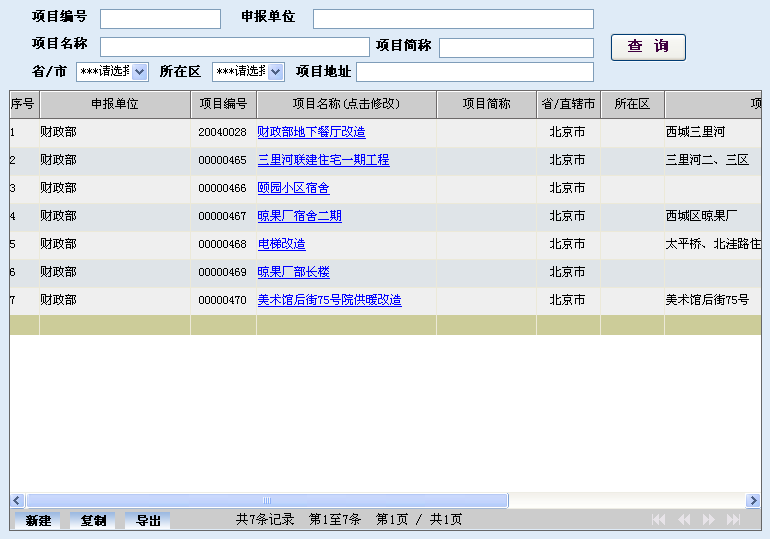 项目编号 申报单位
项目名称 项目简称 查 询
省/市 ***请选择 所在区 ***请选择 项目地址
序号 申报单位 项目编号 项目名称(点击修改) 项目简称 省/直辖市 所在区 项
1 财政部 20040028 财政部地下餐厅改造 北京市 西城三里河
2 财政部 00000465 三里河联建住宅一期工程 北京市 三里河二、三区
3 财政部 00000466 颐园小区宿舍 北京市
4 财政部 00000467 晾果厂宿舍二期 北京市 西城区晾果厂
5 财政部 00000468 电梯改造 北京市 太平桥、北洼路住
6 财政部 00000469 晾果厂部长楼 北京市
7 财政部 00000470 美术馆后街75号院供暖改造 北京市 美术馆后街75号
新建 复制 导出 共7条记录 第1至7条 第1页 / 共1页